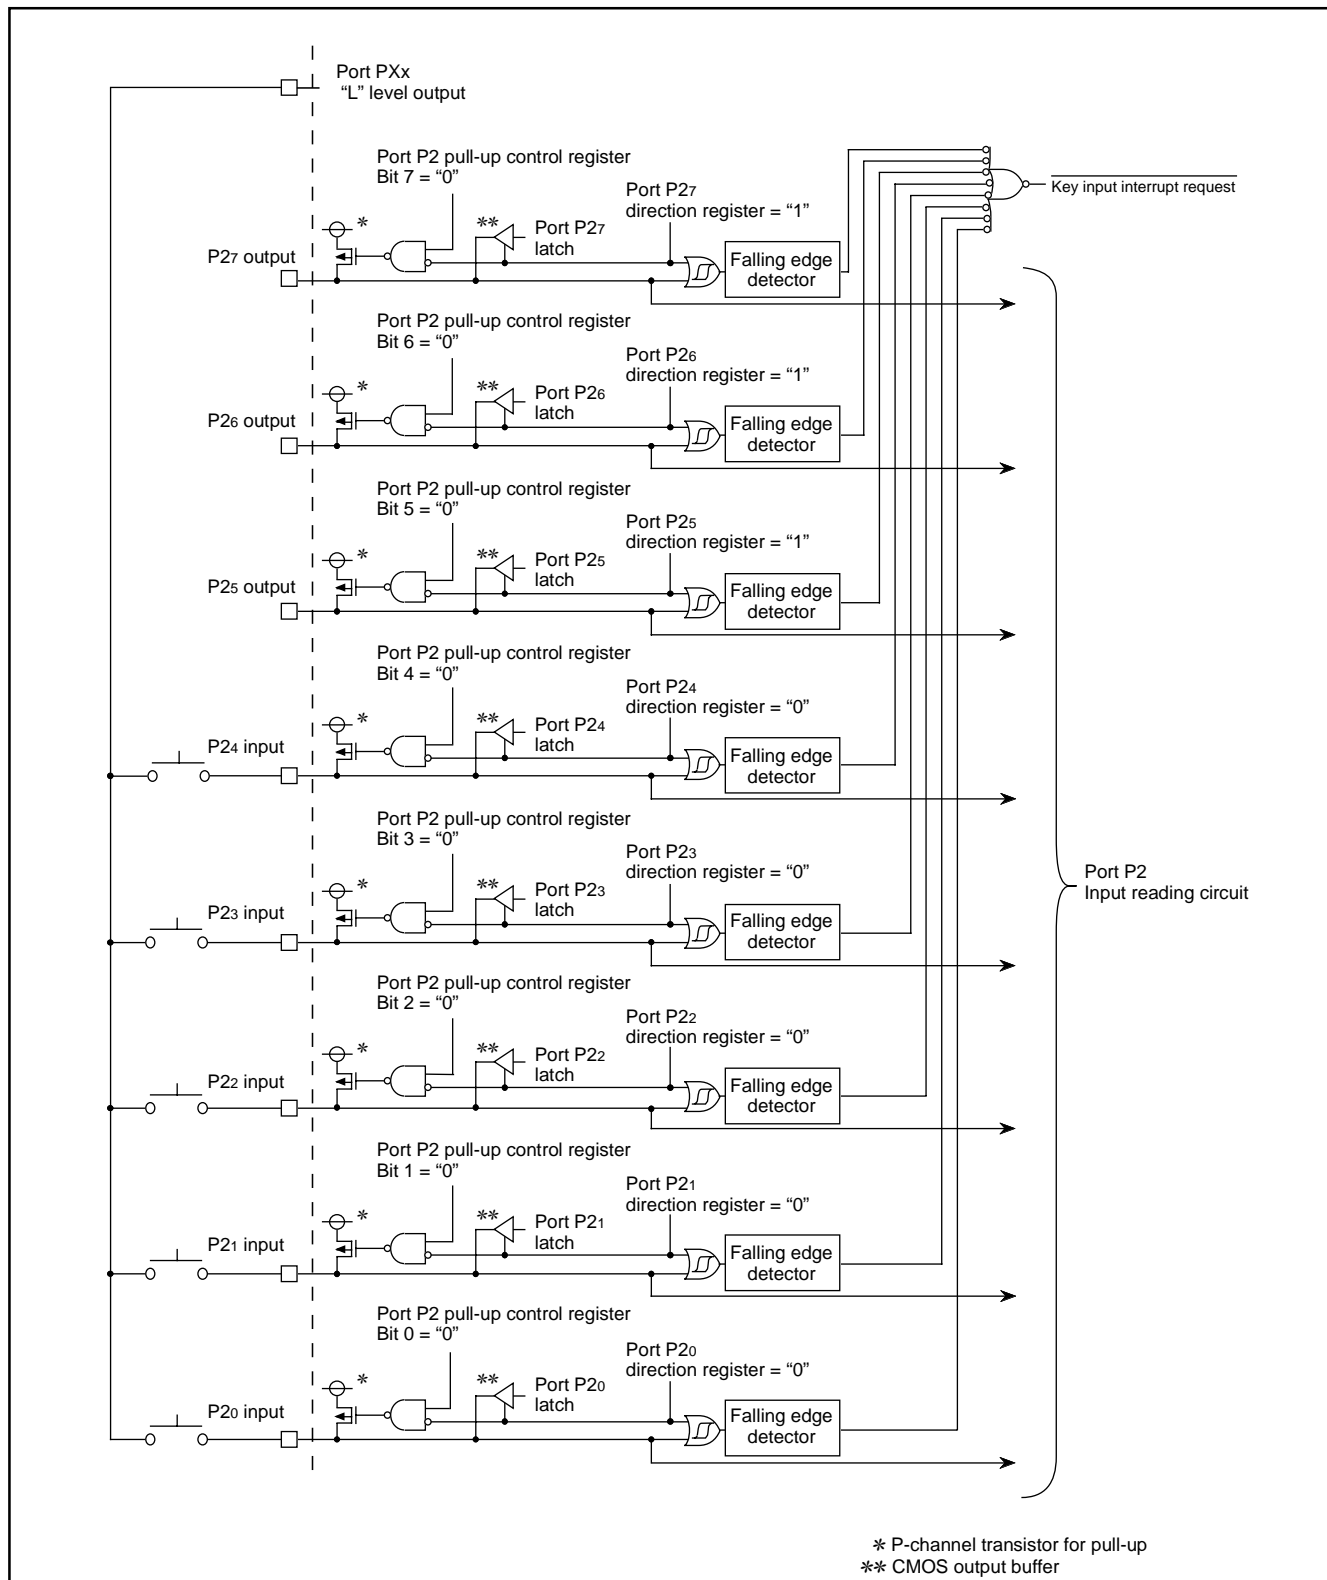 Port PXx
“L” level output
Port P2 pull-up control register
Bit 7 = “0”
Port P27
direction register = “1”
Key input interrupt request
*
**
Port P27
latch
P27 output
Falling edge
detector
Port P2 pull-up control register
Bit 6 = “0”
Port P26
direction register = “1”
*
**
Port P26
latch
P26 output
Falling edge
detector
Port P2 pull-up control register
Bit 5 = “0”
Port P25
direction register = “1”
*
**
Port P25
latch
P25 output
Falling edge
detector
Port P2 pull-up control register
Bit 4 = “0”
Port P24
direction register = “0”
*
**
Port P24
latch
P24 input
Falling edge
detector
Port P2 pull-up control register
Bit 3 = “0”
Port P23
direction register = “0”
*
**
Port P23
latch
P23 input
Falling edge
detector
Port P2
Input reading circuit
Port P2 pull-up control register
Bit 2 = “0”
Port P22
direction register = “0”
*
**
Port P22
latch
P22 input
Falling edge
detector
Port P2 pull-up control register
Bit 1 = “0”
Port P21
direction register = “0”
*
**
Port P21
latch
P21 input
Falling edge
detector
Port P2 pull-up control register
Bit 0 = “0”
Port P20
direction register = “0”
*
**
Port P20
latch
P20 input
Falling edge
detector
* P-channel transistor for pull-up
** CMOS output buffer